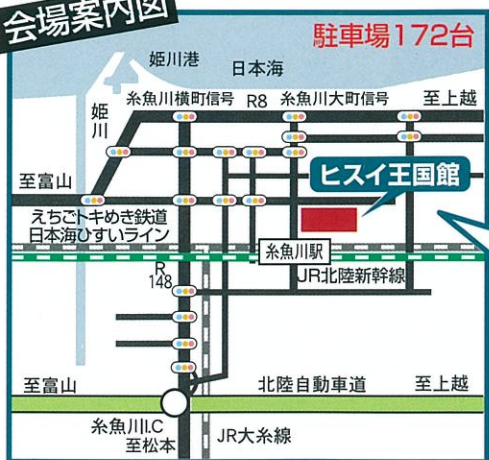 会場案内図
駐車場172台
姫川港
日本海
姫川
糸魚川横町信号
R8
糸魚川大町信号
至上越
至富山
ヒスイ王国館
えちごトキめき鉄道
日本海ひすいライン
糸魚川駅
R
148
JR北陸新幹線
至富山
北陸自動車道
至上越
糸魚川I.C
至松本
JR大糸線